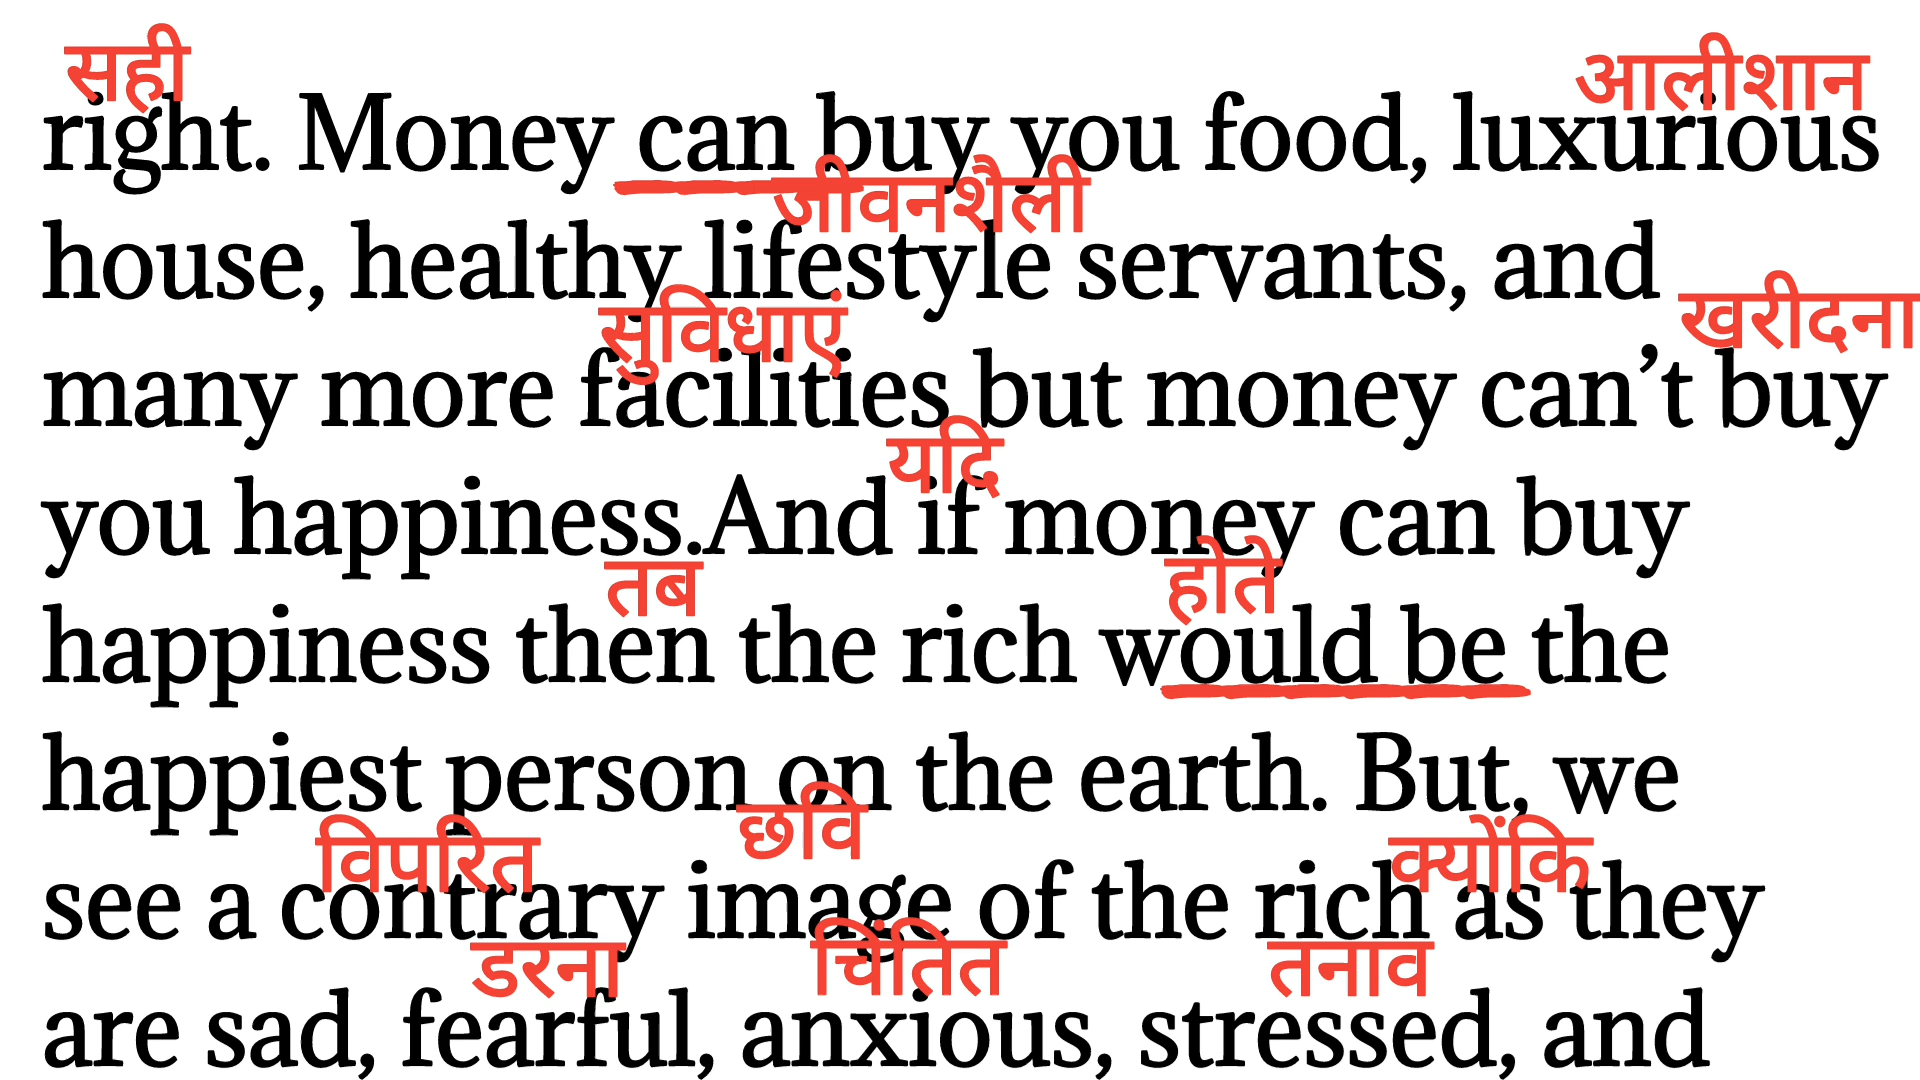 सही आलीशान
right. Money can buy you food, luxurious
जीवनशैली
house, healthy lifestyle servants, and
सुविधाएं खरीदना
many more facilities but money can't buy
यदि
you happiness.And if money can buy
तब होते
happiness then the rich would be the
happiest person on the earth. But, we
विपरित छवि क्योंकि
see a contrary image of the rich as they
डरना चिंतित तनाव
are sad, fearful, anxious, stressed, and